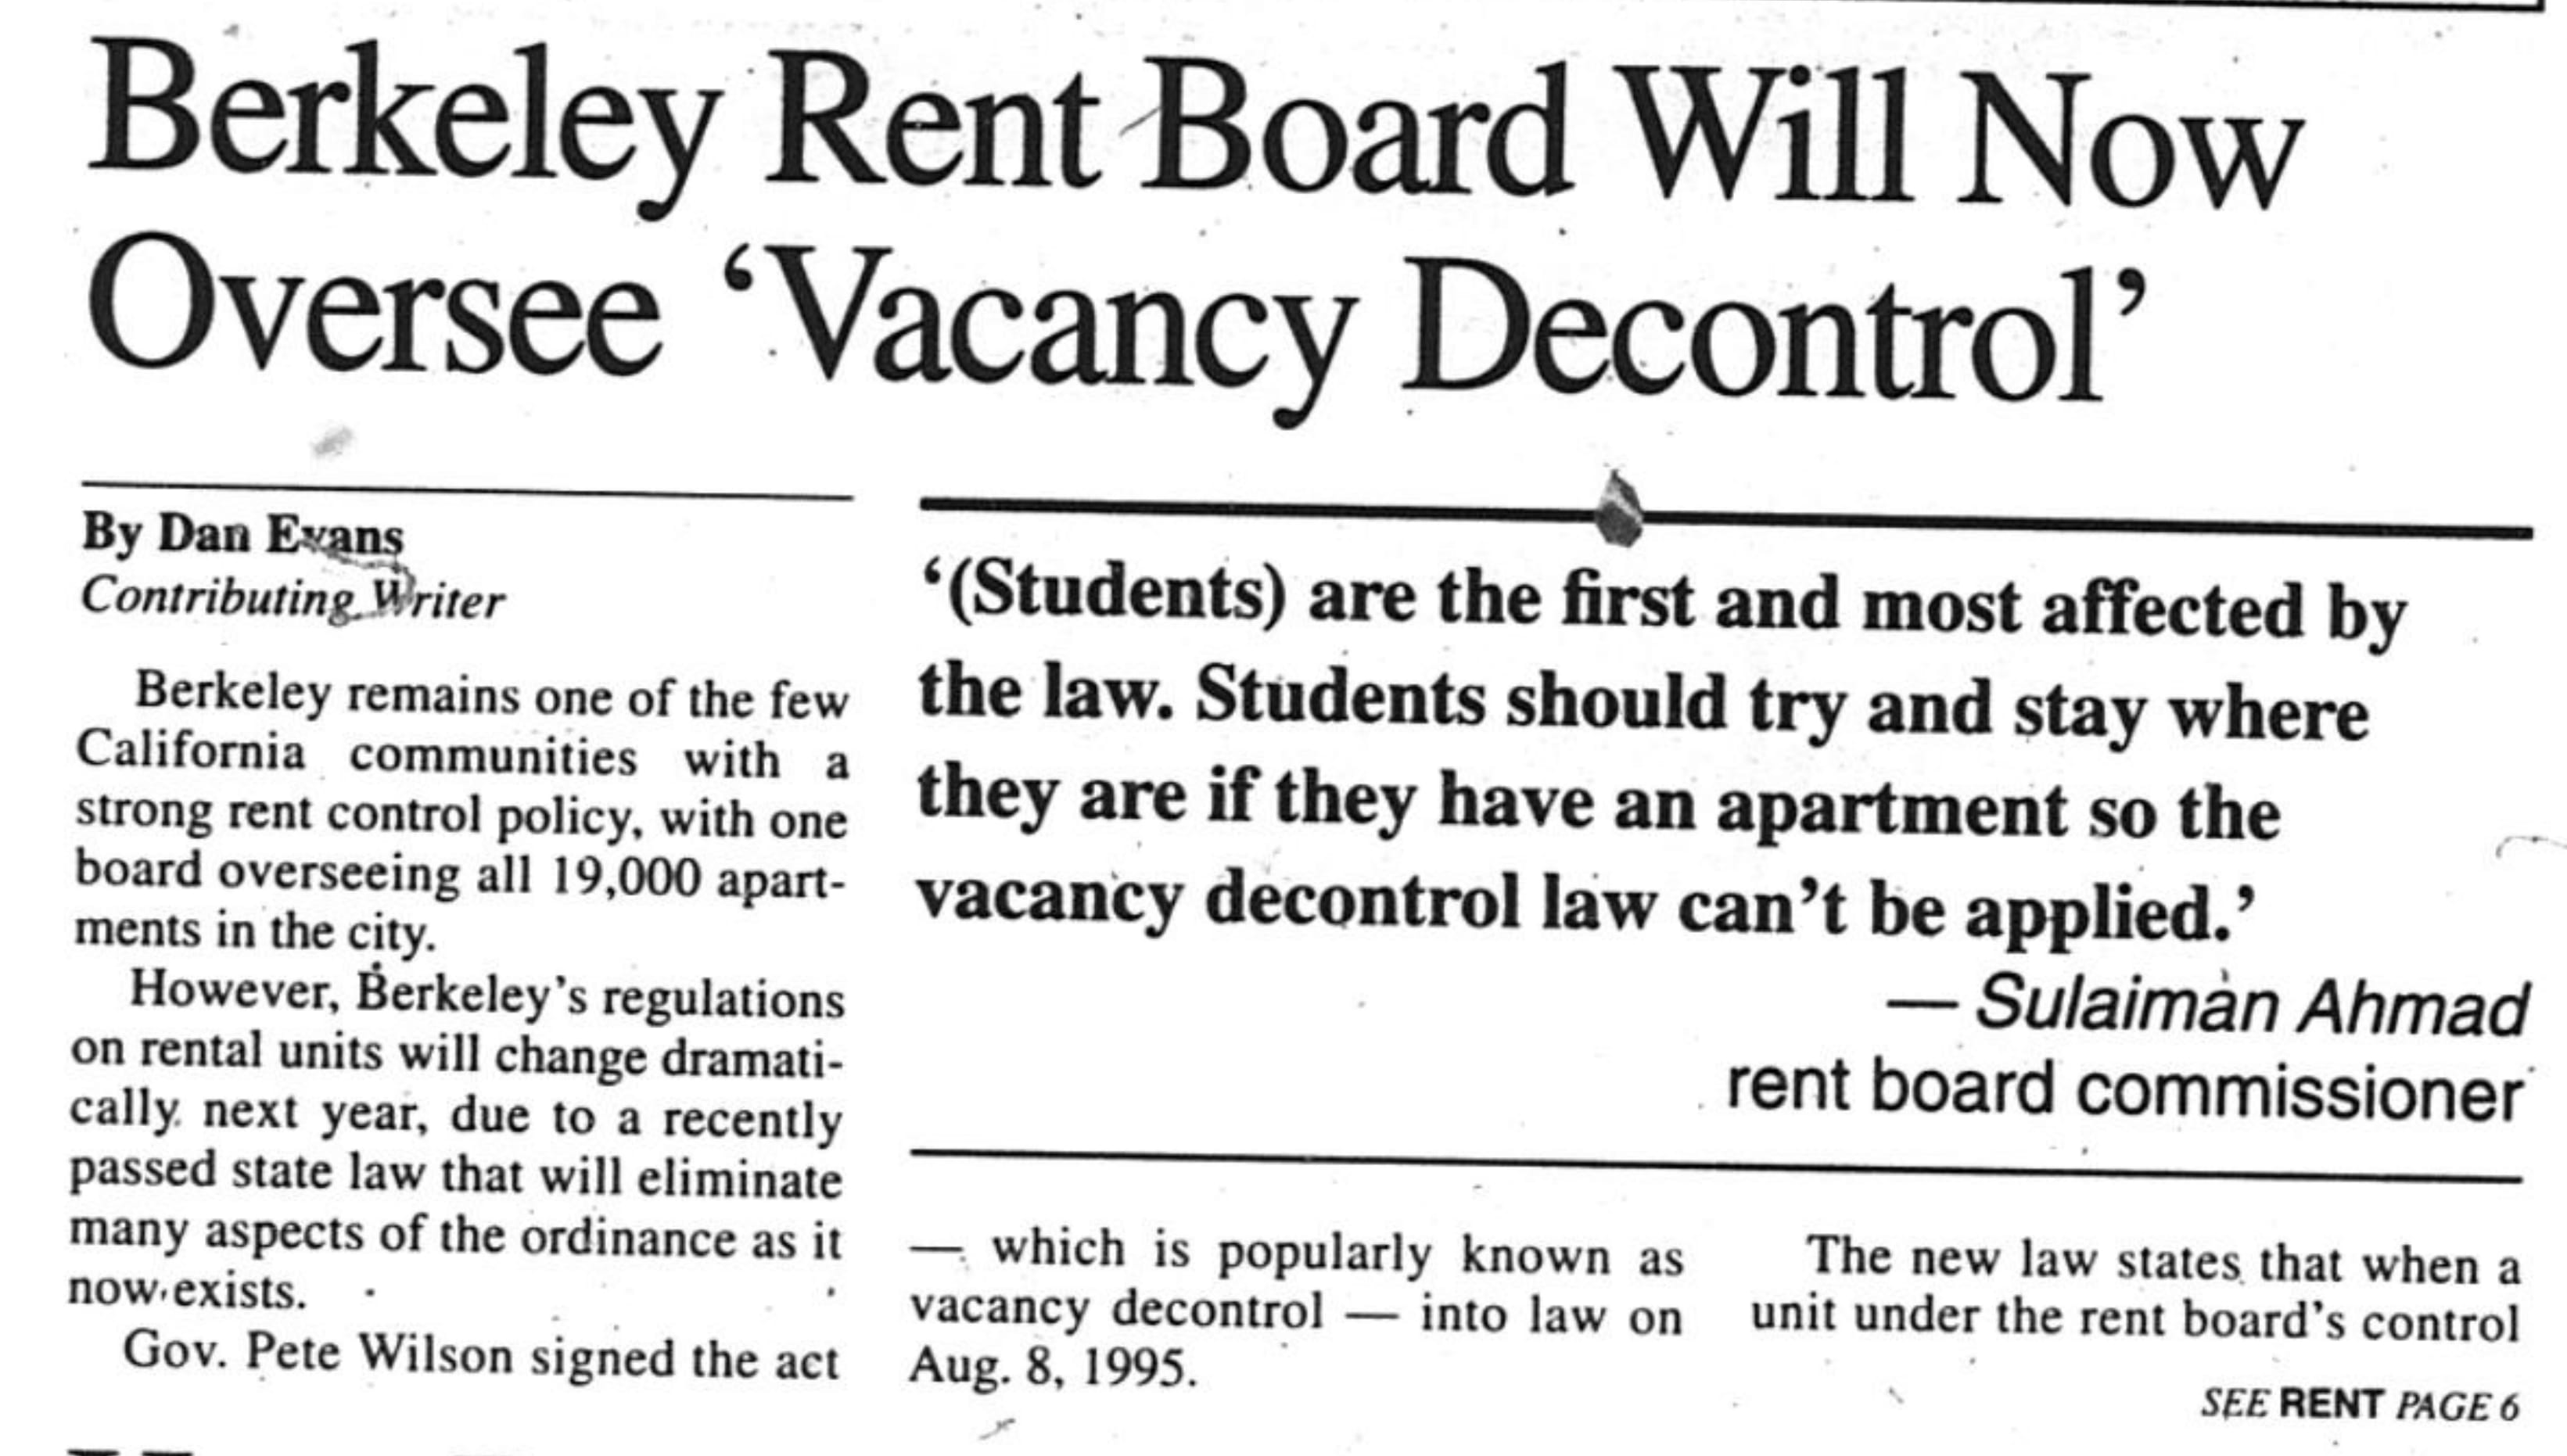 Berkeley Rent Board Will Now
Oversee ‘Vacancy Decontrol’
By Dan Evans
Contributing Writer
Berkeley remains one of the few
California communities with a
strong rent control policy, with one
board overseeing all 19,000 apart-
ments in the city.
However, Berkeley’s regulations
on rental units will change dramati-
cally next year, due to a recently
passed state law that will eliminate
many aspects of the ordinance as it
now exists.
Gov. Pete Wilson signed the act
‘(Students) are the first and most affected by
the law. Students should try and stay where
they are if they have an apartment so the
vacancy decontrol law can’t be applied.’
— Sulaiman Ahmad
rent board commissioner
— which is popularly known as
vacancy decontrol — into law on
Aug. 8, 1995.
The new law states that when a
unit under the rent board’s control
SEE RENT PAGE 6